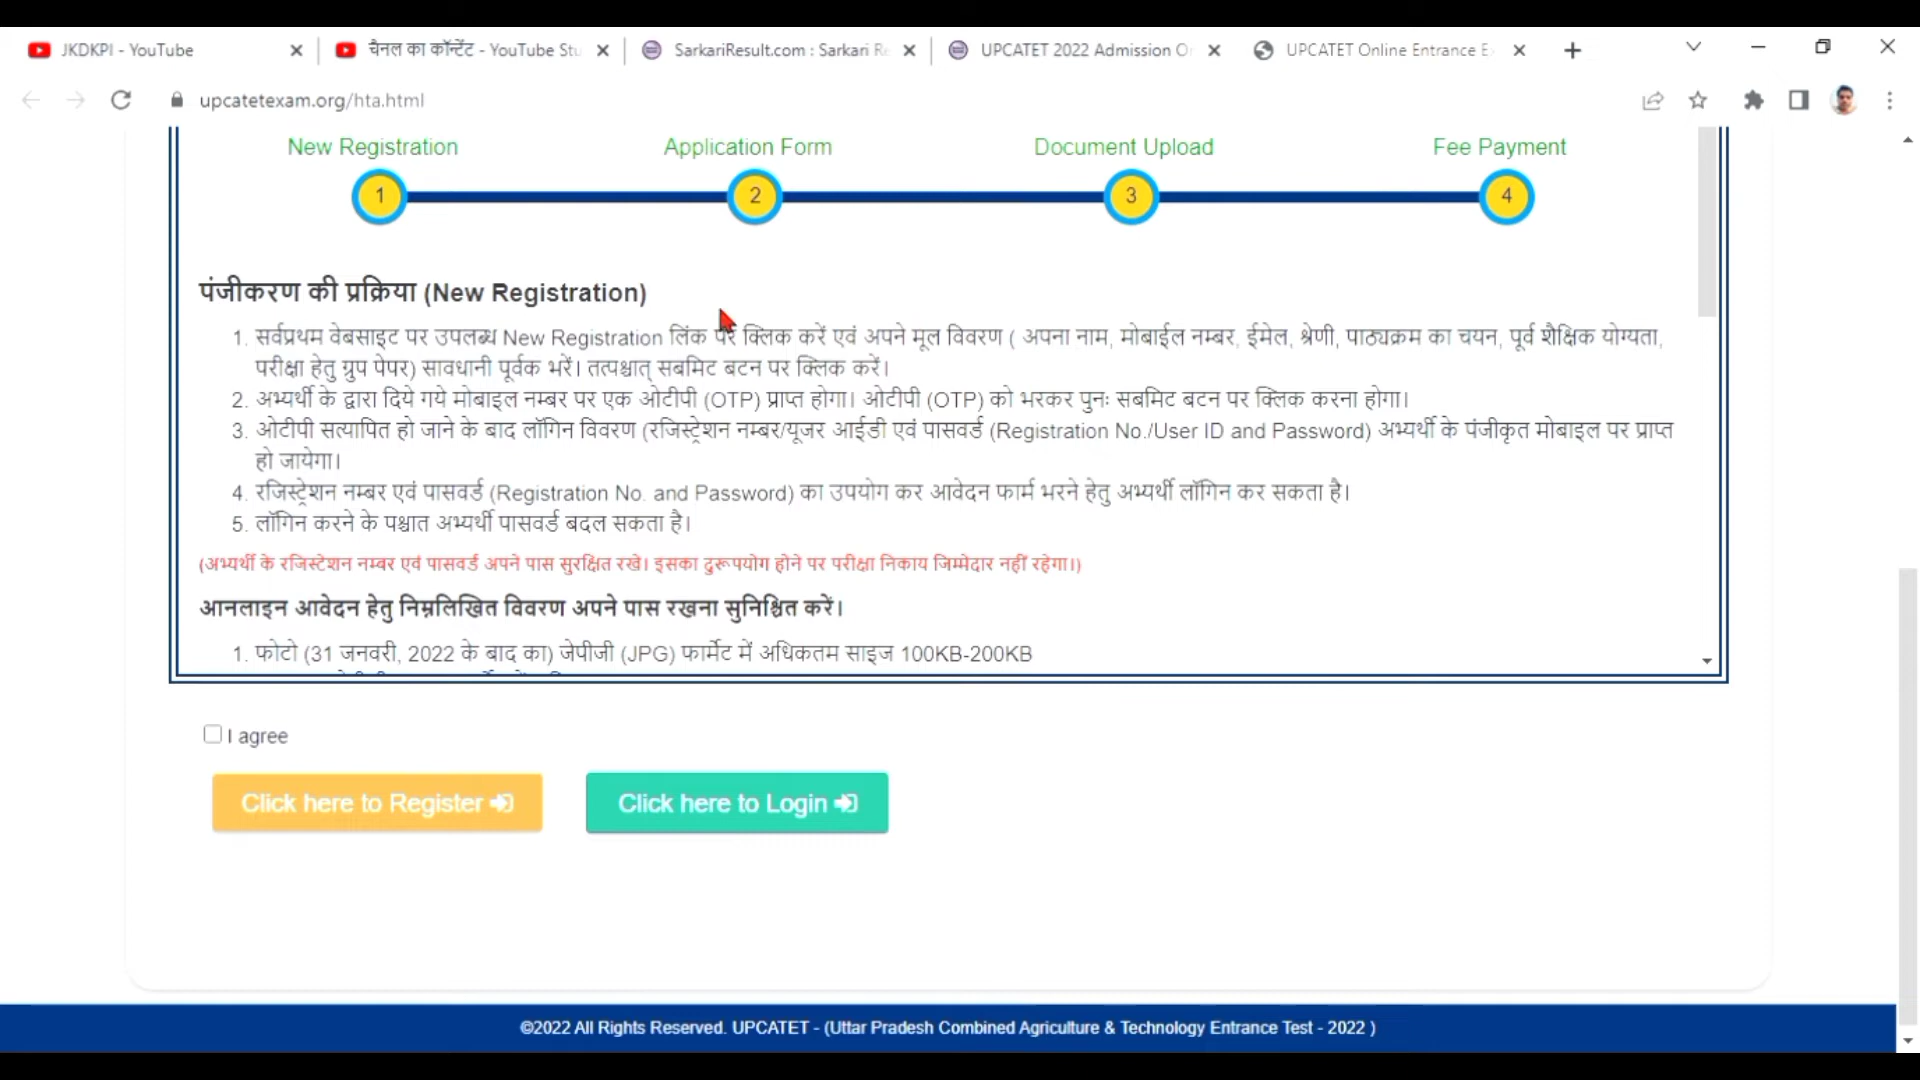 JKDKPI - YouTube
चैनल का कॉन्टेंट - YouTube Stu
SarkariResult.com : Sarkari Re
UPCATET 2022 Admission O
UPCATET Online Entrance E
upcatetexam.org/hta.html
New Registration
Application Form
Document Upload
Fee Payment
1
2
3
4
पंजीकरण की प्रक्रिया (New Registration)
1. सर्वप्रथम वेबसाइट पर उपलब्ध New Registration लिंक पर क्लिक करें एवं अपने मूल विवरण ( अपना नाम, मोबाईल नम्बर, ईमेल, श्रेणी, पाठ्यक्रम का चयन, पूर्व शैक्षिक योग्यता,
परीक्षा हेतु ग्रुप पेपर) सावधानी पूर्वक भरें। तत्पश्चात् सबमिट बटन पर क्लिक करें।
2. अभ्यर्थी के द्वारा दिये गये मोबाइल नम्बर पर एक ओटीपी (OTP) प्राप्त होगा। ओटीपी (OTP) को भरकर पुनः सबमिट बटन पर क्लिक करना होगा।
3. ओटीपी सत्यापित हो जाने के बाद लॉगिन विवरण (रजिस्ट्रेशन नम्बर/यूजर आईडी एवं पासवर्ड (Registration No./User ID and Password) अभ्यर्थी के पंजीकृत मोबाइल पर प्राप्त
हो जायेगा।
4. रजिस्ट्रेशन नम्बर एवं पासवर्ड (Registration No. and Password) का उपयोग कर आवेदन फार्म भरने हेतु अभ्यर्थी लॉगिन कर सकता है।
5. लॉगिन करने के पश्चात अभ्यर्थी पासवर्ड बदल सकता है।
(अभ्यर्थी के रजिस्टेशन नम्बर एवं पासवर्ड अपने पास सुरक्षित रखे। इसका दुरूपयोग होने पर परीक्षा निकाय जिम्मेदार नहीं रहेगा।)
आनलाइन आवेदन हेतु निम्नलिखित विवरण अपने पास रखना सुनिश्चित करें।
1. फोटो (31 जनवरी, 2022 के बाद का) जेपीजी (JPG) फार्मेट में अधिकतम साइज 100KB-200KB
I agree
Click here to Register
Click here to Login
©2022 All Rights Reserved. UPCATET - (Uttar Pradesh Combined Agriculture & Technology Entrance Test - 2022 )